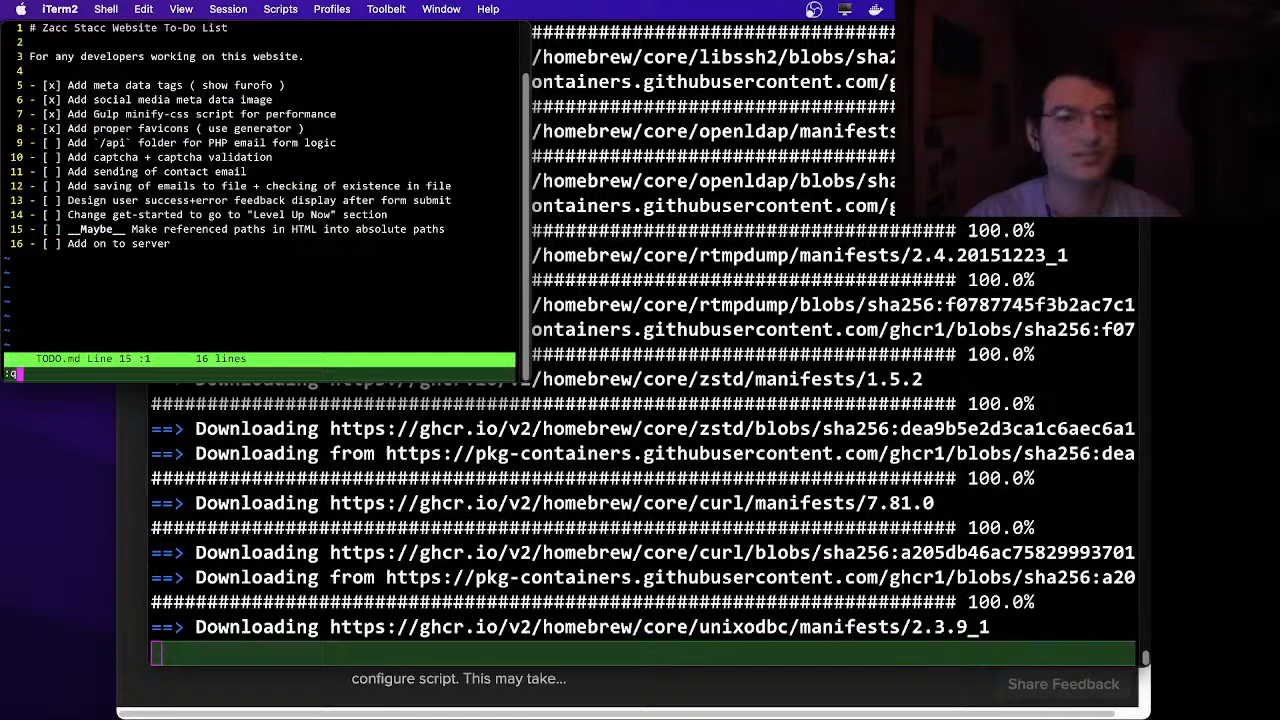 iTerm2 Shell Edit View Session Scripts Profiles Toolbelt Window Help
1 # Zacc Stacc Website To-Do List
2
3 For any developers working on this website.
4
5 - [x] Add meta data tags ( show furofo )
6 - [x] Add social media meta data image
7 - [x] Add Gulp minify-css script for performance
8 - [x] Add proper favicons ( use generator )
9 - [ ] Add `/api` folder for PHP email form logic
10 - [ ] Add captcha + captcha validation
11 - [ ] Add sending of contact email
12 - [ ] Add saving of emails to file + checking of existence in file
13 - [ ] Design user success+error feedback display after form submit
14 - [ ] Change get-started to go to "Level Up Now" section
15 - [ ] __Maybe__ Make referenced paths in HTML into absolute paths
16 - [ ] Add on to server
~
~
~
~
~
~
~
TODO.md Line 15 :1 16 lines
:q
################################
/homebrew/core/libssh2/blobs/sha2
ontainers.githubusercontent.com/g
################################
/homebrew/core/openldap/manifests
################################
/homebrew/core/openldap/blobs/sha
ontainers.githubusercontent.com/g
###################################### 100.0%
/homebrew/core/rtmpdump/manifests/2.4.20151223_1
###################################### 100.0%
/homebrew/core/rtmpdump/blobs/sha256:f0787745f3b2ac7c1
ontainers.githubusercontent.com/ghcr1/blobs/sha256:f07
###################################### 100.0%
==> Downloading https://ghcr.io/v2/homebrew/core/zstd/manifests/1.5.2
######################################################################## 100.0%
==> Downloading https://ghcr.io/v2/homebrew/core/zstd/blobs/sha256:dea9b5e2d3ca1c6aec6a1
==> Downloading from https://pkg-containers.githubusercontent.com/ghcr1/blobs/sha256:dea
######################################################################## 100.0%
==> Downloading https://ghcr.io/v2/homebrew/core/curl/manifests/7.81.0
######################################################################## 100.0%
==> Downloading https://ghcr.io/v2/homebrew/core/curl/blobs/sha256:a205db46ac75829993701
==> Downloading from https://pkg-containers.githubusercontent.com/ghcr1/blobs/sha256:a20
######################################################################## 100.0%
==> Downloading https://ghcr.io/v2/homebrew/core/unixodbc/manifests/2.3.9_1
configure script. This may take...
Share Feedback